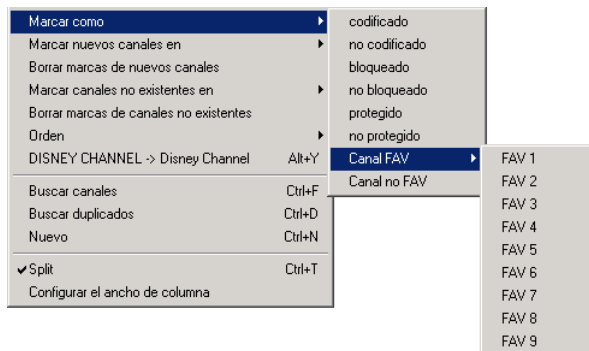 Marcar como
Marcar nuevos canales en
Borrar marcas de nuevos canales
Marcar canales no existentes en
Borrar marcas de canales no existentes
Orden
DISNEY CHANNEL -> Disney Channel Alt+Y
Buscar canales Ctrl+F
Buscar duplicados Ctrl+D
Nuevo Ctrl+N
Split Ctrl+T
Configurar el ancho de columna
codificado
no codificado
bloqueado
no bloqueado
protegido
no protegido
Canal FAV
Canal no FAV
FAV 1
FAV 2
FAV 3
FAV 4
FAV 5
FAV 6
FAV 7
FAV 8
FAV 9